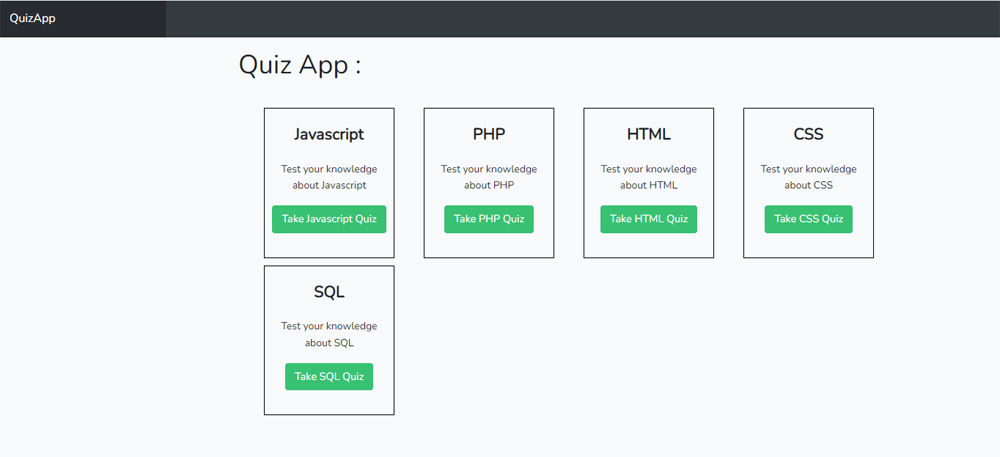 QuizApp
Quiz App :
Javascript
Test your knowledge
about Javascript
Take Javascript Quiz
PHP
Test your knowledge
about PHP
Take PHP Quiz
HTML
Test your knowledge
about HTML
Take HTML Quiz
CSS
Test your knowledge
about CSS
Take CSS Quiz
SQL
Test your knowledge
about SQL
Take SQL Quiz